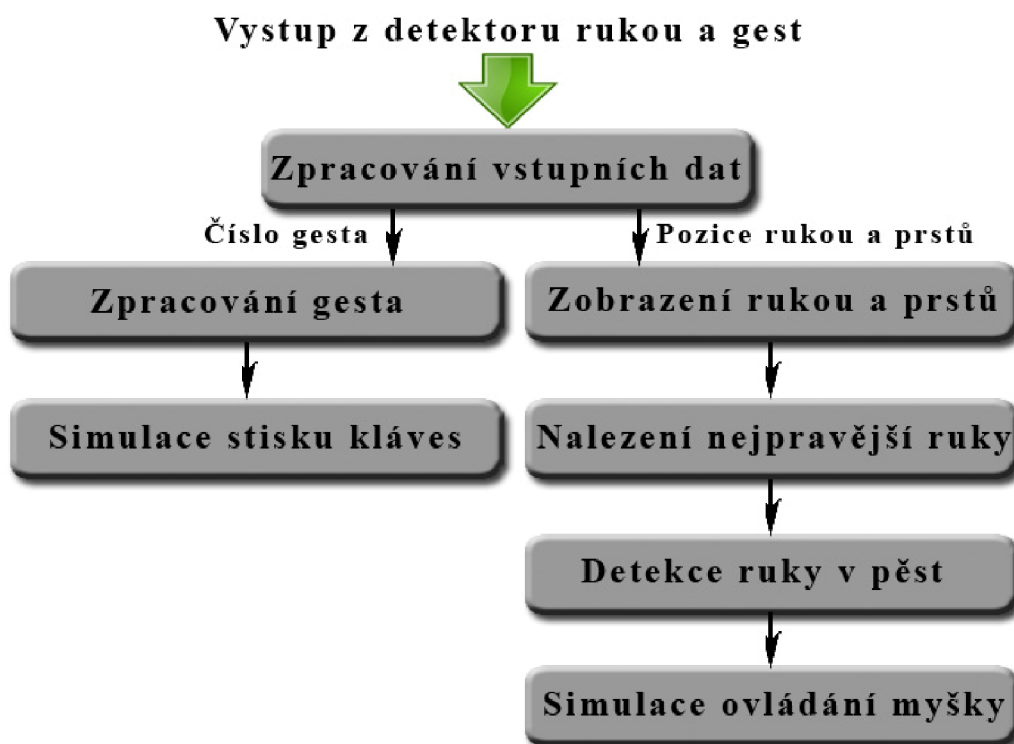 Vystup z detektoru rukou a gest
Zpracování vstupních dat
Číslo gesta
Pozice rukou a prstů
Zpracování gesta
Zobrazení rukou a prstů
Simulace stisku kláves
Nalezení nejpravější ruky
Detekce ruky v pěst
Simulace ovládání myšky